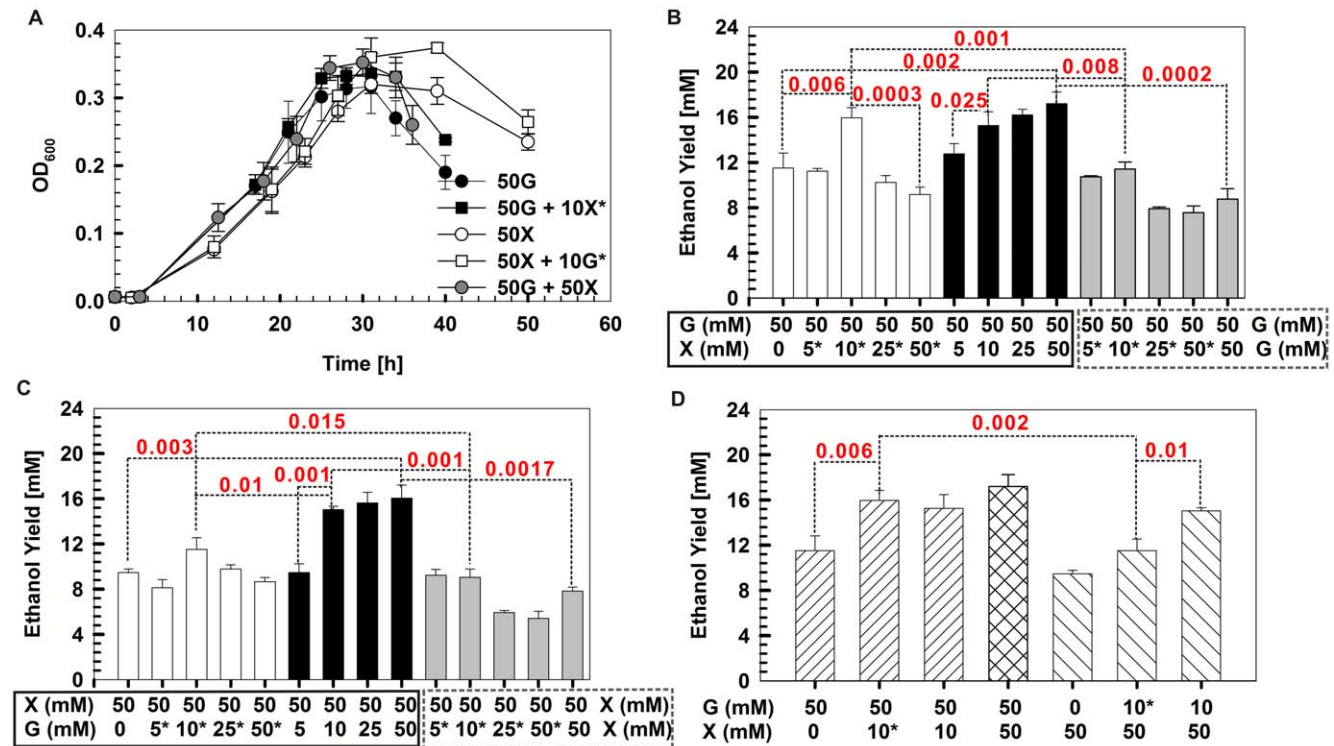 A
0.4
0.3
0.2
0.1
0.0
OD600
0 10 20 30 40 50 60
Time [h]
50G
50G + 10X*
50X
50X + 10G*
50G + 50X
B
24
20
16
12
8
4
0
Ethanol Yield [mM]
0.001
0.002
0.006
0.0003
0.025
0.008
0.0002
G (mM) 50 50 50 50 50 50 50 50 50 50 50 50 50 50 G (mM)
X (mM) 0 5* 10* 25* 50* 5 10 25 50 5* 10* 25* 50* 50 G (mM)
C
24
20
16
12
8
4
0
Ethanol Yield [mM]
0.015
0.003
0.001
0.01
0.001
0.0017
X (mM) 50 50 50 50 50 50 50 50 50 50 50 50 50 50 X (mM)
G (mM) 0 5* 10* 25* 50* 5 10 25 50 5* 10* 25* 50* 50 X (mM)
D
24
20
16
12
8
4
0
Ethanol Yield [mM]
0.002
0.006
0.01
G (mM) 50 50 50 50 0 10* 10
X (mM) 0 10* 10 50 50 50 50